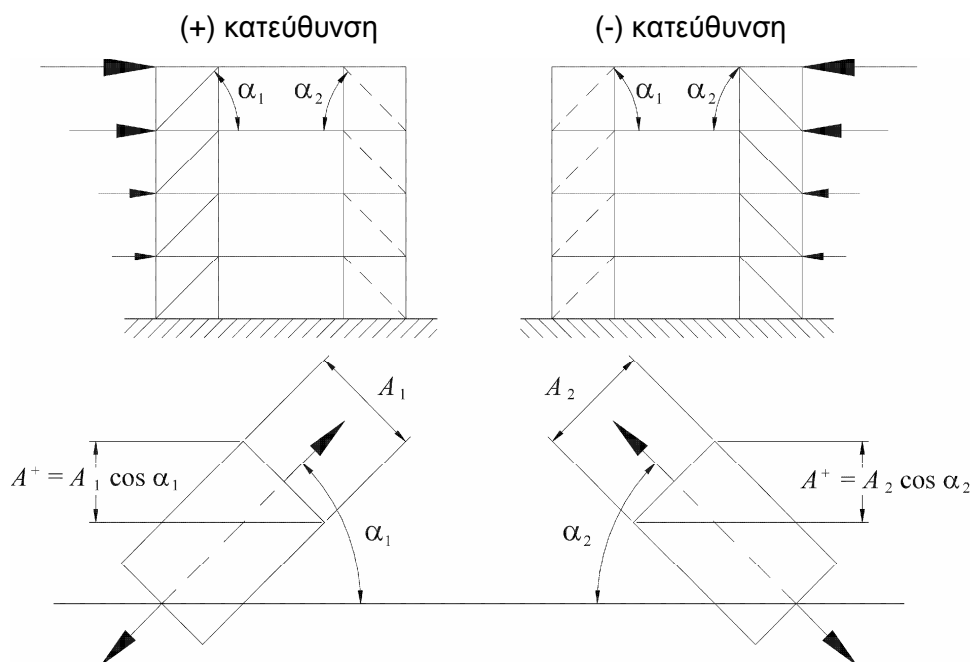 (+) κατεύθυνση
(-) κατεύθυνση
α1 α2
α1 α2
A1
A2
A+ = A1 cos α1
A+ = A2 cos α2
α1
α2